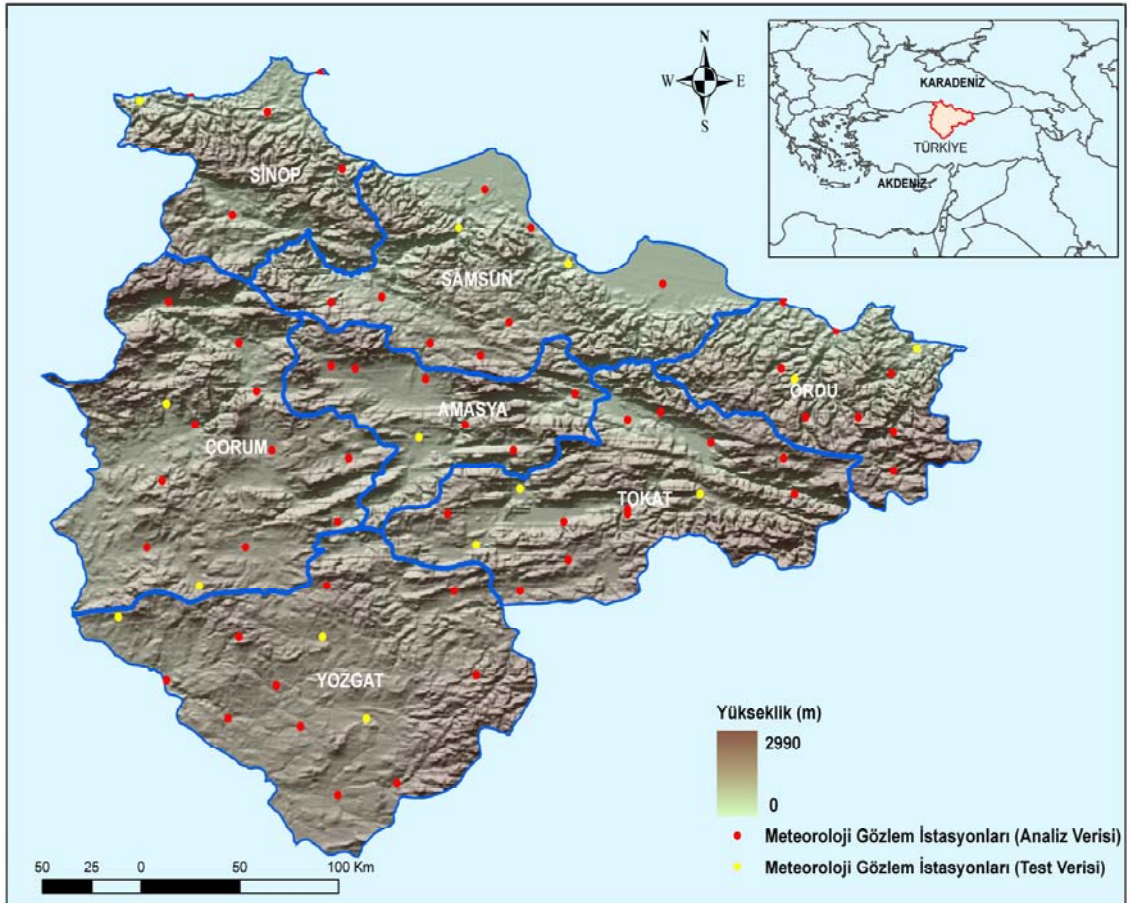 N
W
E
S
KARADENİZ
TÜRKİYE
AKDENİZ
SİNOP
SAMSUN
ORDU
AMASYA
ÇORUM
TOKAT
YOZGAT
Yükseklik (m)
2990
0
Meteoroloji Gözlem İstasyonları (Analiz Verisi)
Meteoroloji Gözlem İstasyonları (Test Verisi)
50 25 0 50 100 Km